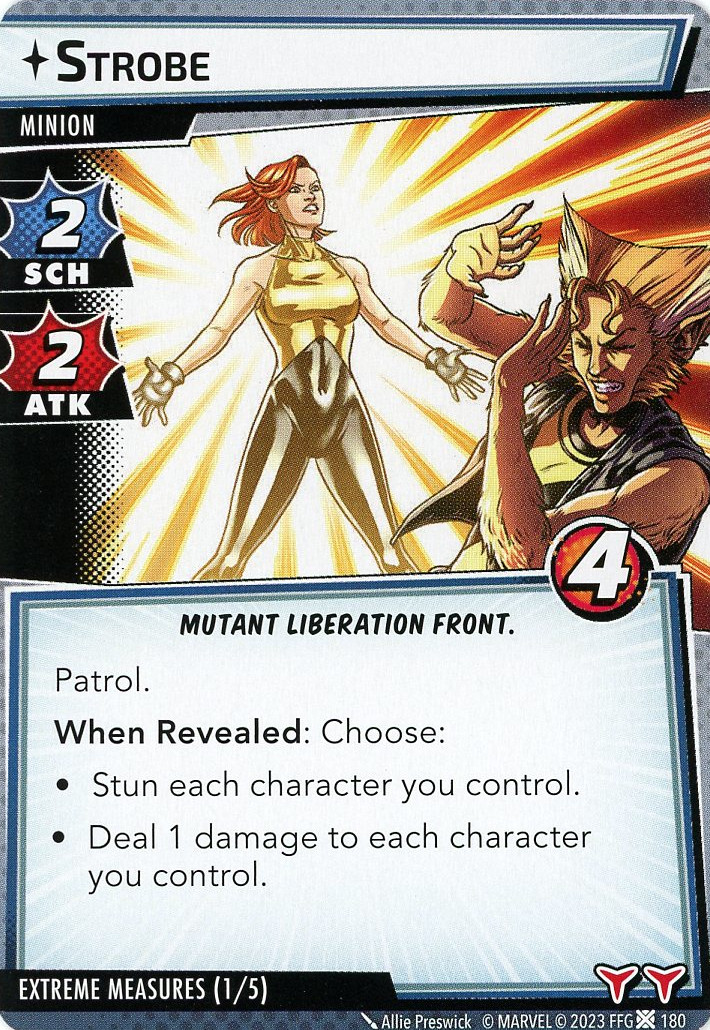 STROBE
MINION
2
SCH
2
ATK
4
MUTANT LIBERATION FRONT.
Patrol.
When Revealed: Choose:
• Stun each character you control.
• Deal 1 damage to each character
you control.
EXTREME MEASURES (1/5)
Allie Preswick © MARVEL © 2023 FFG 180